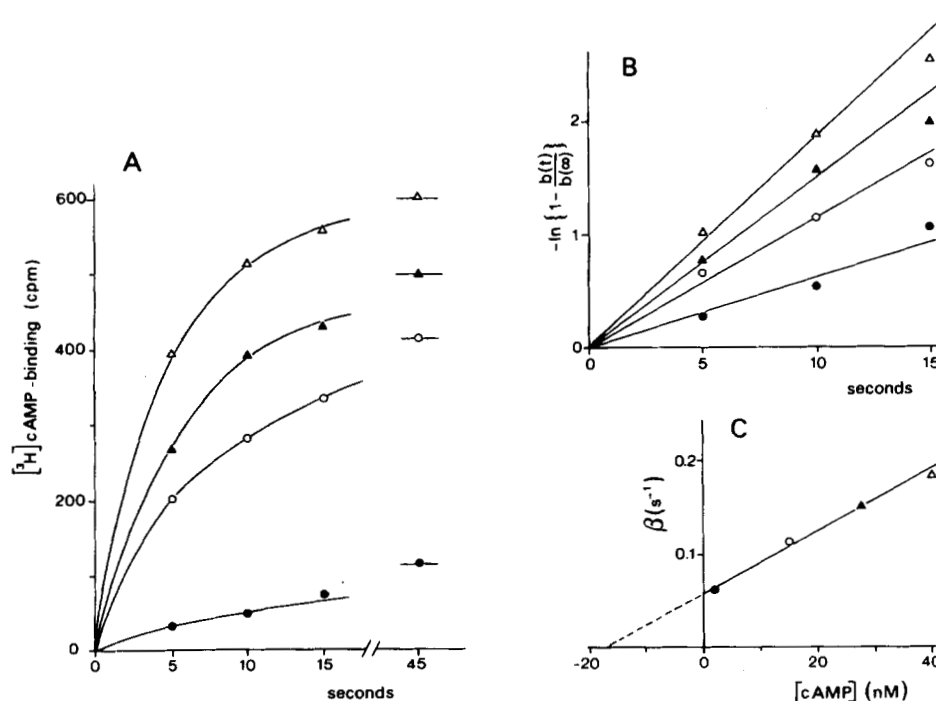 A
600
400
200
0
[³H]cAMP-binding (cpm)
0 5 10 15 45
seconds
B
2
1
0
-ln {1- b(t)/b(∞)}
0 5 10 15
seconds
C
0.2
0.1
β(s⁻¹)
-20 0 20 40
[cAMP] (nM)